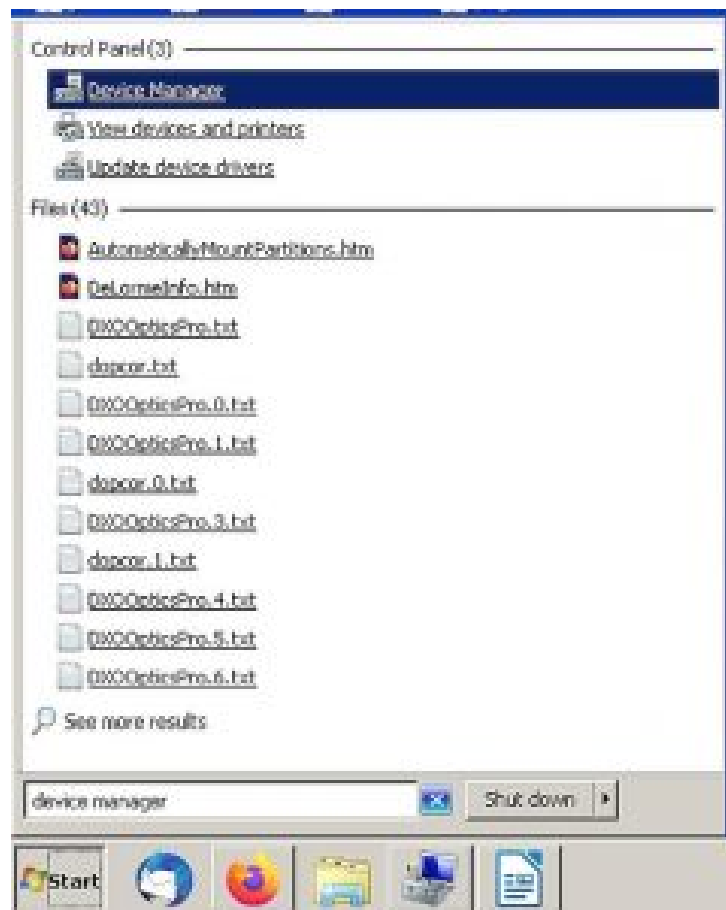 Control Panel (3)
Device Manager
View devices and printers
Update device drivers
Files (43)
AutomaticallyMountPartitions.htm
DeLormeInfo.htm
DXOOpticsPro.txt
dopcor.txt
DXOOpticsPro.0.txt
DXOOpticsPro.1.txt
dopcor.0.txt
DXOOpticsPro.3.txt
dopcor.1.txt
DXOOpticsPro.4.txt
DXOOpticsPro.5.txt
DXOOpticsPro.6.txt
See more results
device manager
Shut down
Start